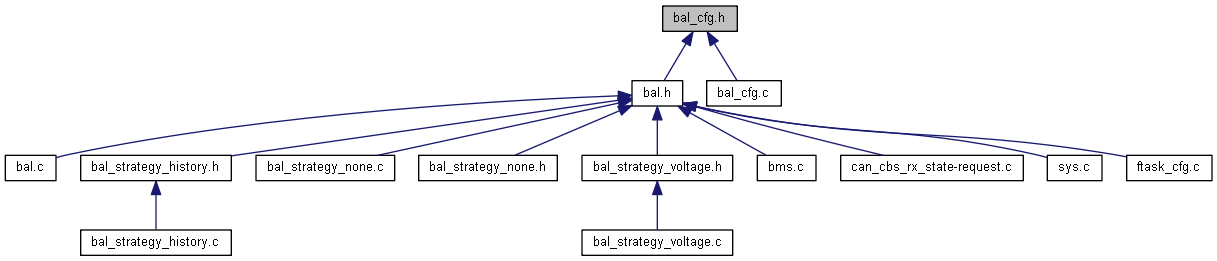 bal_cfg.h
bal.h
bal_cfg.c
bal.c
bal_strategy_history.h
bal_strategy_none.c
bal_strategy_none.h
bal_strategy_voltage.h
bms.c
can_cbs_rx_state-request.c
sys.c
ftask_cfg.c
bal_strategy_history.c
bal_strategy_voltage.c